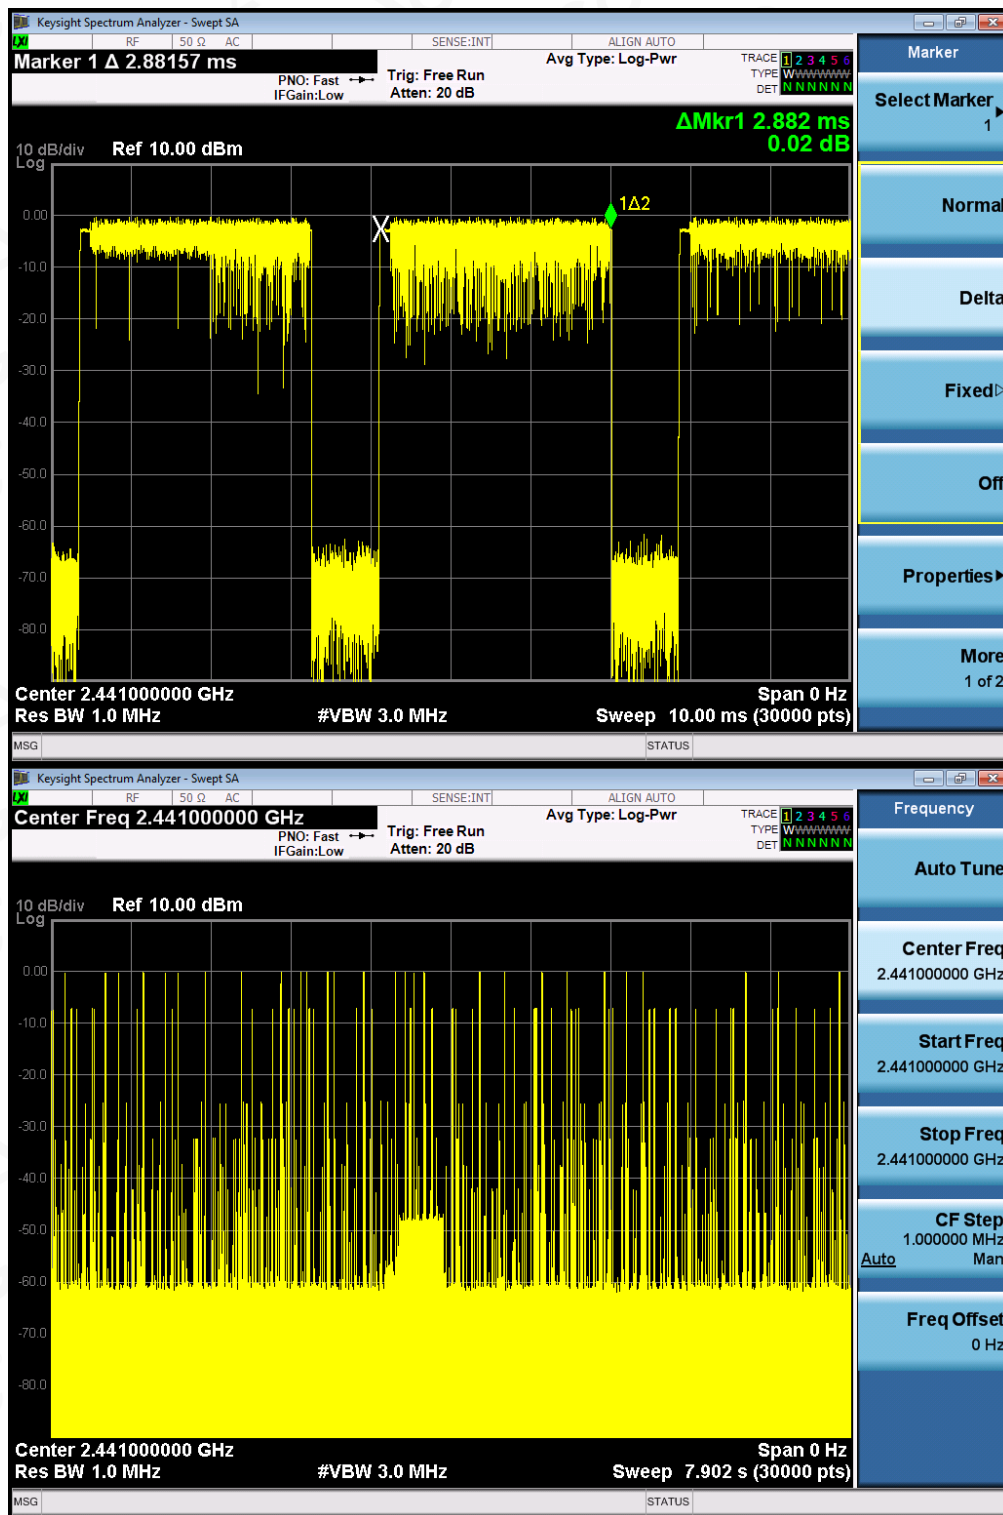 Keysight Spectrum Analyzer - Swept SA
LXI RF 50 Ω AC SENSE:INT ALIGN AUTO
Marker 1 Δ 2.88157 ms
PNO: Fast
IFGain:Low
Trig: Free Run
Atten: 20 dB
Avg Type: Log-Pwr
TRACE 1 2 3 4 5 6
TYPE W
DET N N N N N N
ΔMkr1 2.882 ms
0.02 dB
10 dB/div Ref 10.00 dBm
Log
1Δ2
X
0.00
-10.0
-20.0
-30.0
-40.0
-50.0
-60.0
-70.0
-80.0
Center 2.441000000 GHz Span 0 Hz
Res BW 1.0 MHz #VBW 3.0 MHz Sweep 10.00 ms (30000 pts)
MSG STATUS
Marker
Select Marker
1
Normal
Delta
Fixed
Off
Properties
More
1 of 2
Keysight Spectrum Analyzer - Swept SA
LXI RF 50 Ω AC SENSE:INT ALIGN AUTO
Center Freq 2.441000000 GHz
PNO: Fast
IFGain:Low
Trig: Free Run
Atten: 20 dB
Avg Type: Log-Pwr
TRACE 1 2 3 4 5 6
TYPE W
DET N N N N N N
10 dB/div Ref 10.00 dBm
Log
0.00
-10.0
-20.0
-30.0
-40.0
-50.0
-60.0
-70.0
-80.0
Center 2.441000000 GHz Span 0 Hz
Res BW 1.0 MHz #VBW 3.0 MHz Sweep 7.902 s (30000 pts)
MSG STATUS
Frequency
Auto Tune
Center Freq
2.441000000 GHz
Start Freq
2.441000000 GHz
Stop Freq
2.441000000 GHz
CF Step
1.000000 MHz
Auto Man
Freq Offset
0 Hz